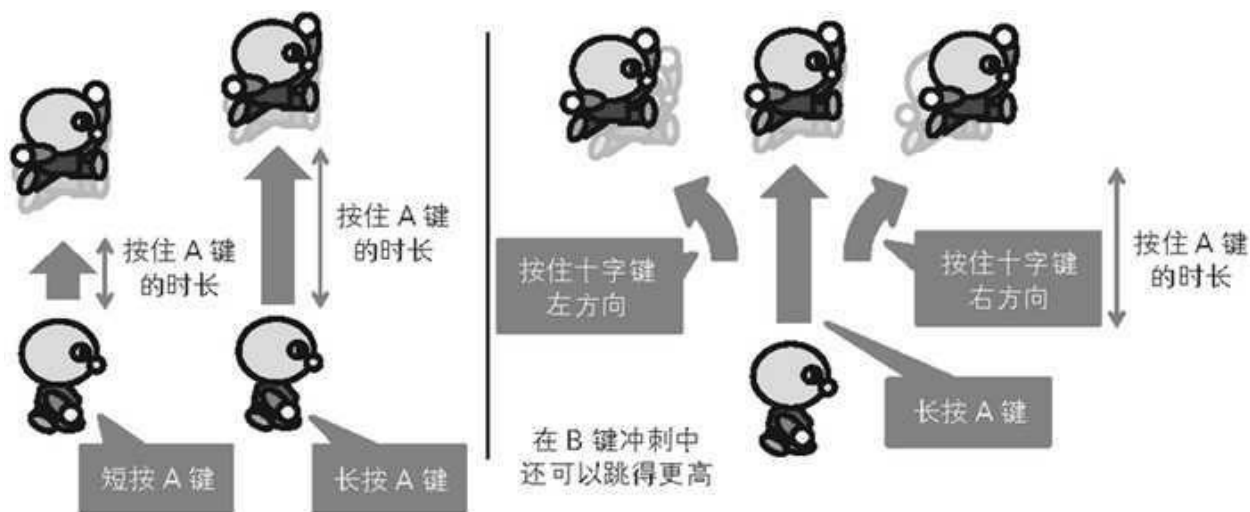 按住 A 键
的时长
按住 A 键
的时长
短按 A 键
长按 A 键
按住十字键
左方向
按住十字键
右方向
按住 A 键
的时长
长按 A 键
在 B 键冲刺中
还可以跳得更高